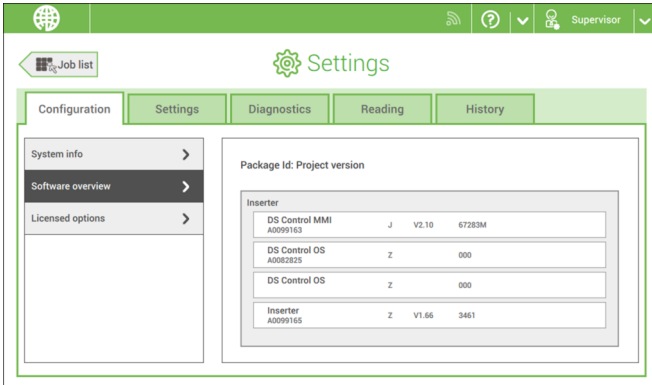 Supervisor
Job list
Settings
Configuration
Settings
Diagnostics
Reading
History
System info
Software overview
Licensed options
Package Id: Project version
Inserter
DS Control MMI
A0099163
J V2.10 67283M
DS Control OS
A0082825
Z 000
DS Control OS
Z 000
Inserter
A0099165
Z V1.66 3461